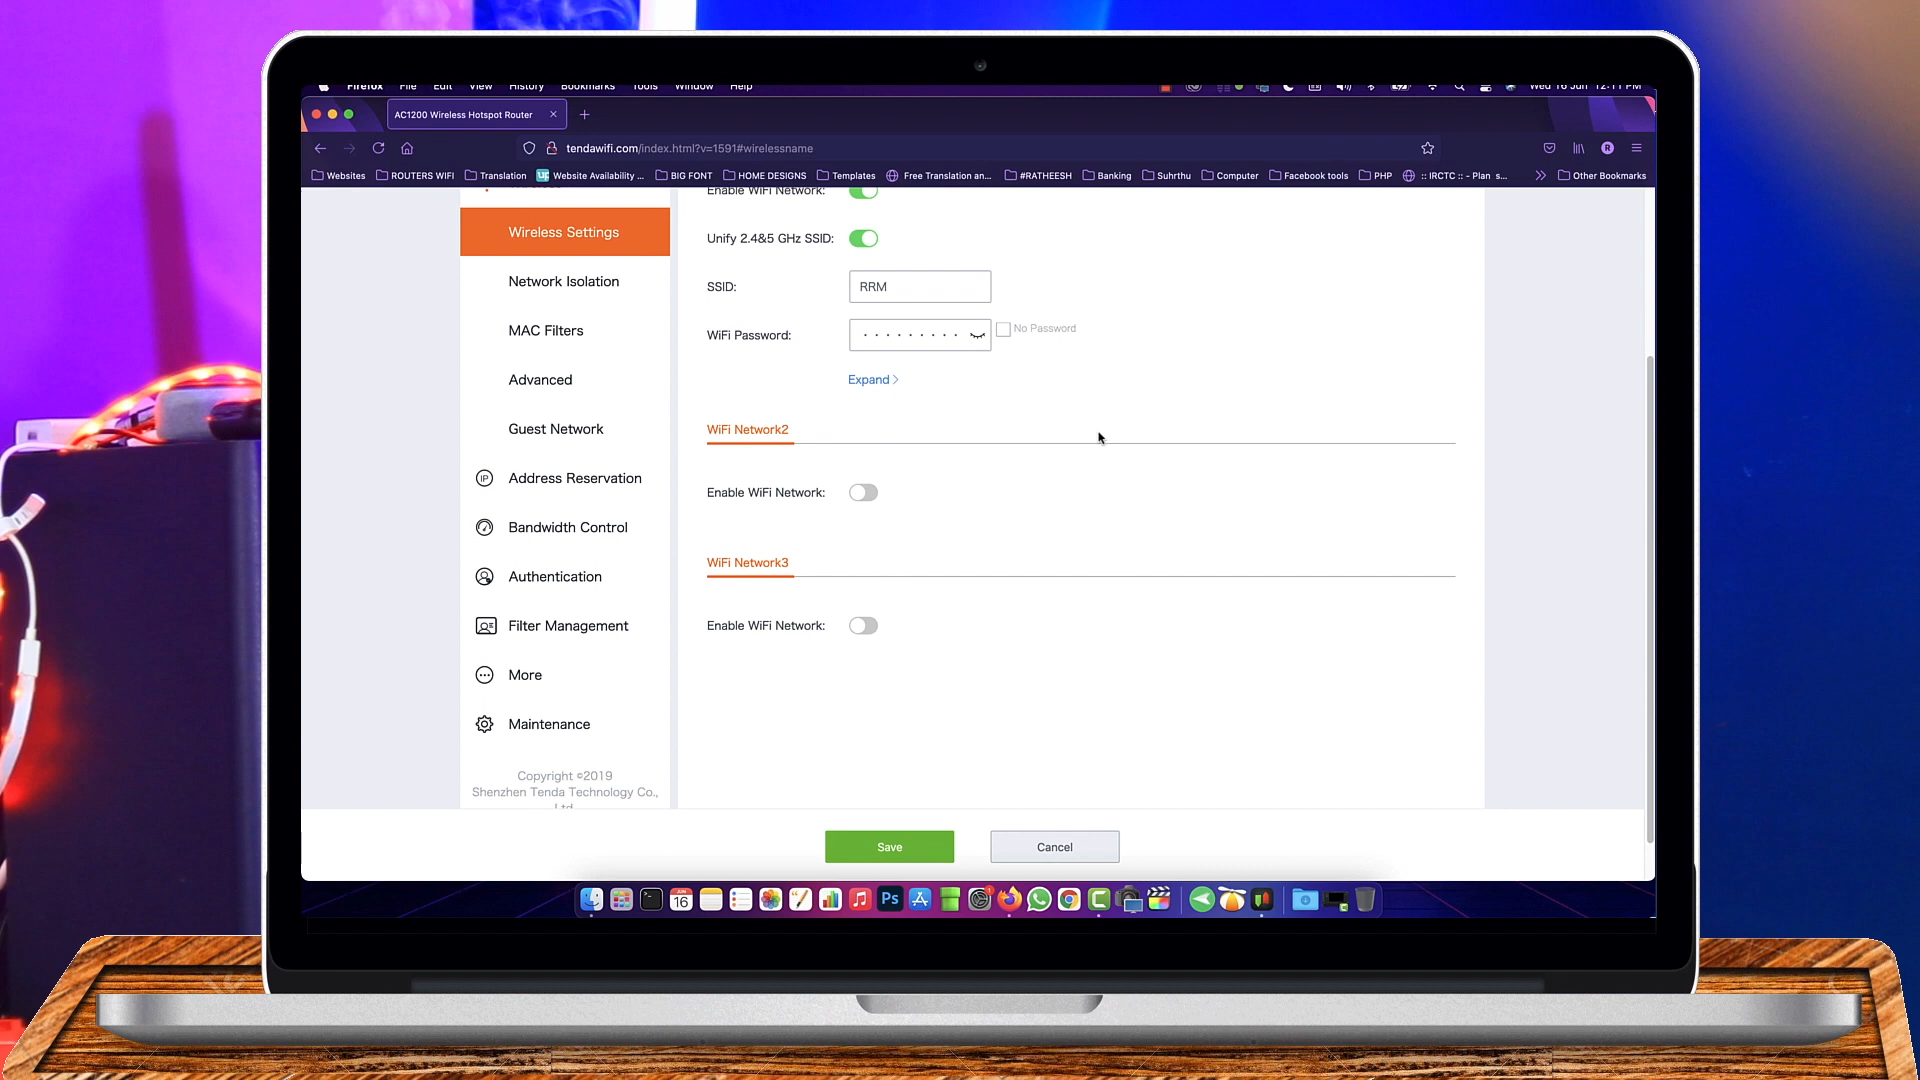 Firefox File Edit View History Bookmarks Tools Window Help Wed 16 Jun 12:11 PM
AC1200 Wireless Hotspot Router
tendawifi.com/index.html?v=1591#wirelessname
Websites ROUTERS WIFI Translation Website Availability ... BIG FONT HOME DESIGNS Templates Free Translation an... #RATHEESH Banking Suhrthu Computer Facebook tools PHP :: IRCTC :: - Plan s... Other Bookmarks
Enable WiFi Network:
Wireless Settings
Unify 2.4&5 GHz SSID:
Network Isolation
SSID: RRM
MAC Filters
WiFi Password: No Password
Advanced
Expand
Guest Network
WiFi Network2
Address Reservation
Enable WiFi Network:
Bandwidth Control
WiFi Network3
Authentication
Filter Management
Enable WiFi Network:
More
Maintenance
Copyright ©2019
Shenzhen Tenda Technology Co.,
Ltd
Save Cancel
JUN
16
Ps